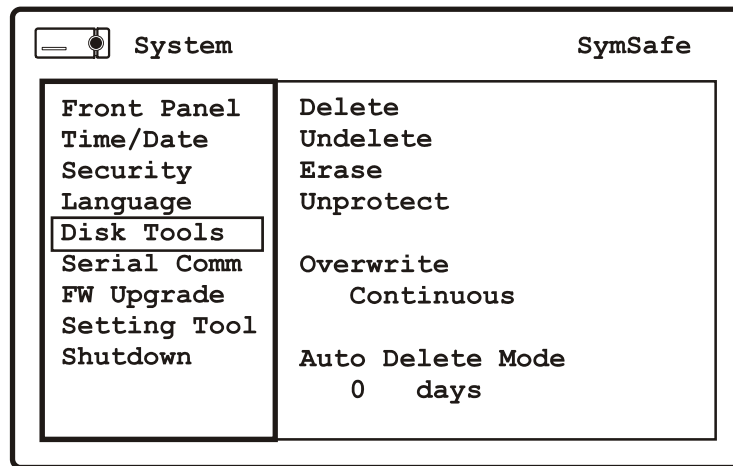 System SymSafe
Front Panel
Time/Date
Security
Language
Disk Tools
Serial Comm
FW Upgrade
Setting Tool
Shutdown
Delete
Undelete
Erase
Unprotect
Overwrite
Continuous
Auto Delete Mode
0 days